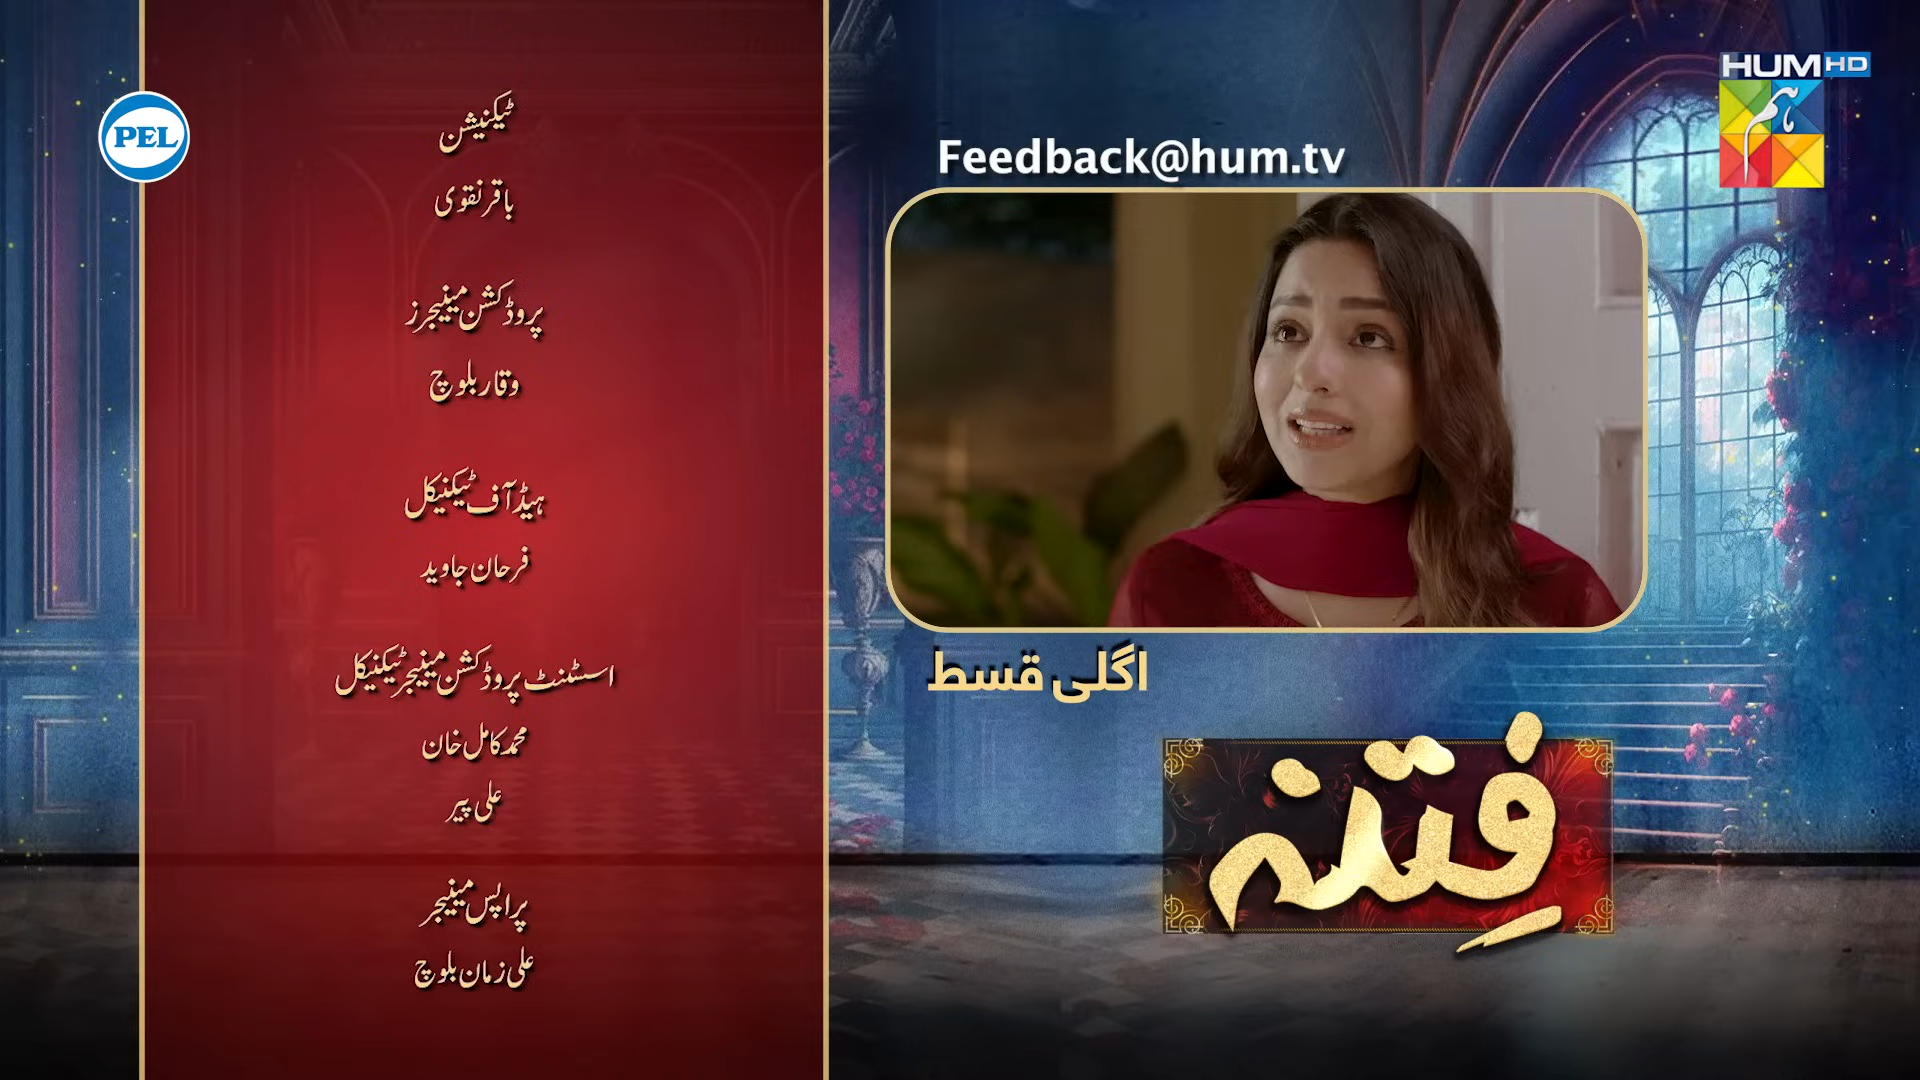 HUM HD
ہم
PEL
ٹیکنیشن
باقر نقوی
پروڈکشن مینیجرز
وقار بلوچ
ہیڈ آف ٹیکنیکل
فرحان جاوید
اسسٹنٹ پروڈکشن مینیجر ٹیکنیکل
محمد کامل خان
علی پیر
پراپس مینیجر
علی زمان بلوچ
Feedback@hum.tv
اگلی قسط
فِتنہ